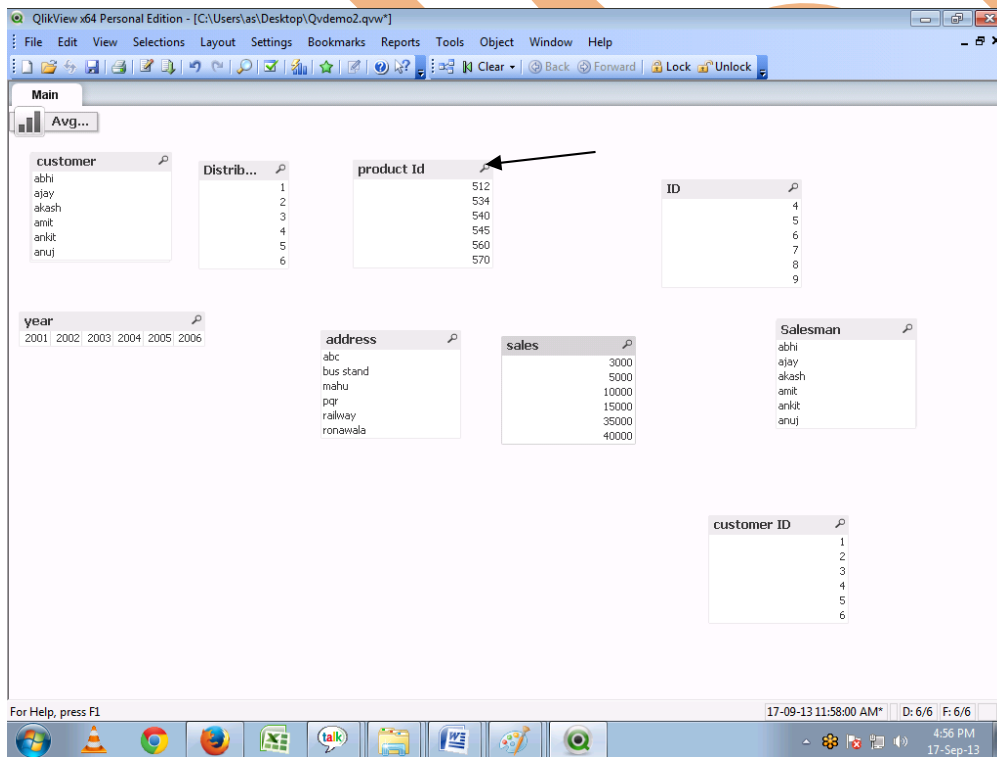 QlikView x64 Personal Edition - [C:\Users\as\Desktop\Qvdemo2.qvw*]
File Edit View Selections Layout Settings Bookmarks Reports Tools Object Window Help
Clear Back Forward Lock Unlock
Main
Avg...
customer
abhi
ajay
akash
amit
ankit
anuj
Distrib...
1
2
3
4
5
6
product Id
512
534
540
545
560
570
ID
4
5
6
7
8
9
year
2001 2002 2003 2004 2005 2006
address
abc
bus stand
mahu
pqr
railway
ronawala
sales
3000
5000
10000
15000
35000
40000
Salesman
abhi
ajay
akash
amit
ankit
anuj
customer ID
1
2
3
4
5
6
For Help, press F1
17-09-13 11:58:00 AM* D: 6/6 F: 6/6
talk
4:56 PM
17-Sep-13